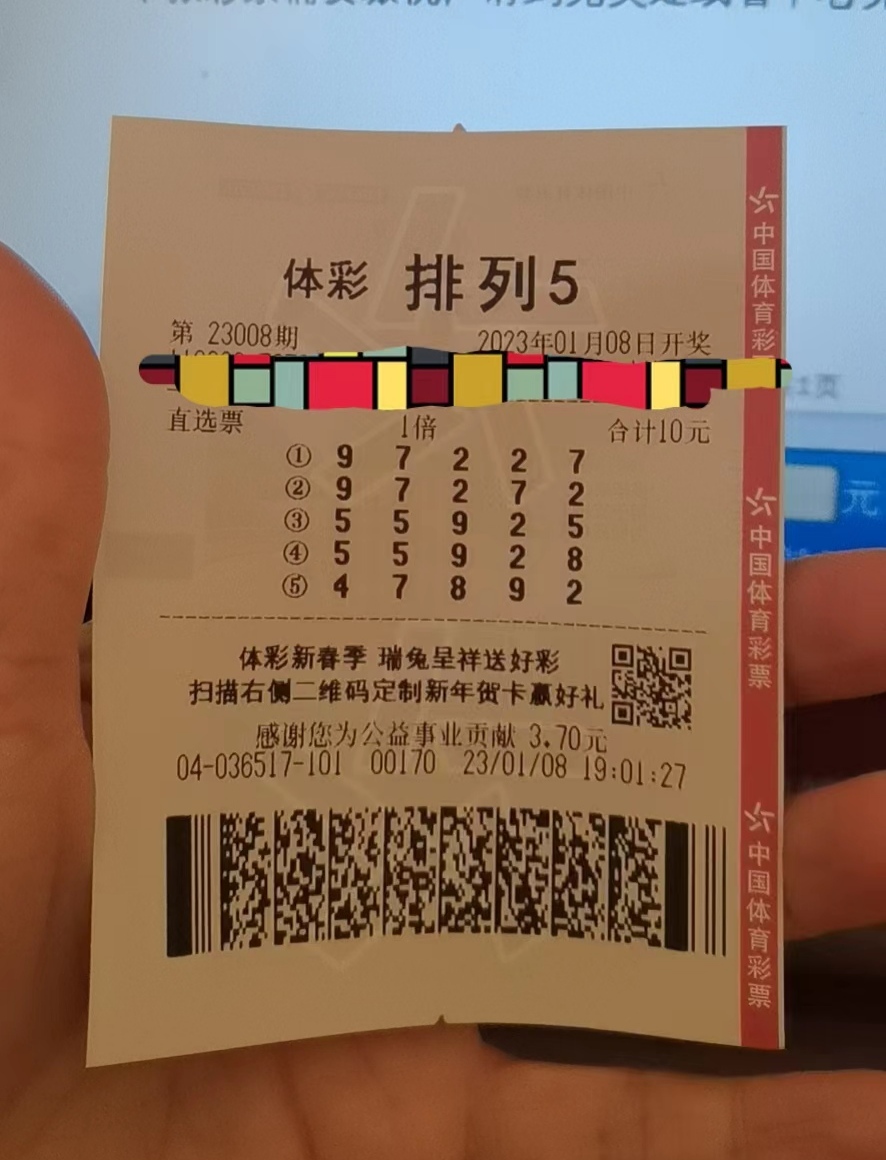 体彩 排列5
第 23008期 2023年01月08日开奖
直选票 1倍 合计10元
① 9 7 2 2 7
② 9 7 2 7 2
③ 5 5 9 2 5
④ 5 5 9 2 8
⑤ 4 7 8 9 2
体彩新春季 瑞兔呈祥送好彩
扫描右侧二维码定制新年贺卡赢好礼
感谢您为公益事业贡献 3.70元
04-036517-101 00170 23/01/08 19:01:27
中国体育彩
中国体育彩票
中国体育彩票
1页
元